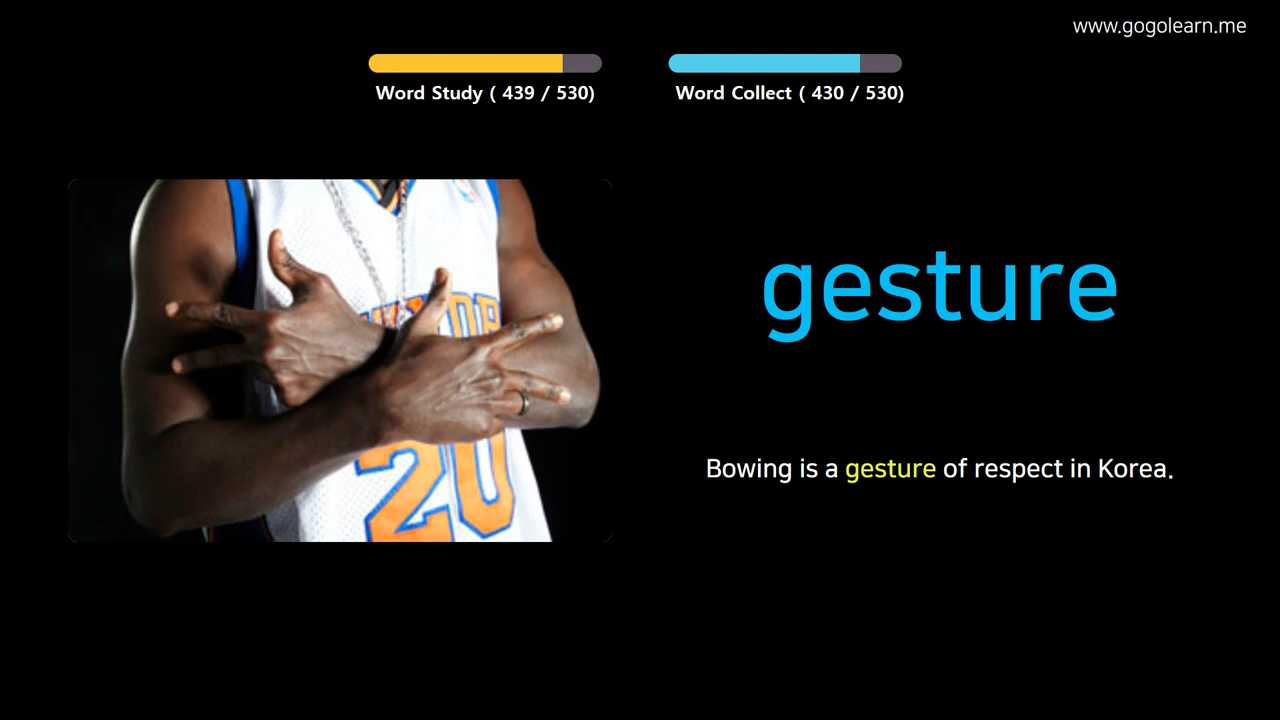 www.gogolearn.me
Word Study ( 439 / 530)
Word Collect ( 430 / 530)
gesture
Bowing is a gesture of respect in Korea.
20